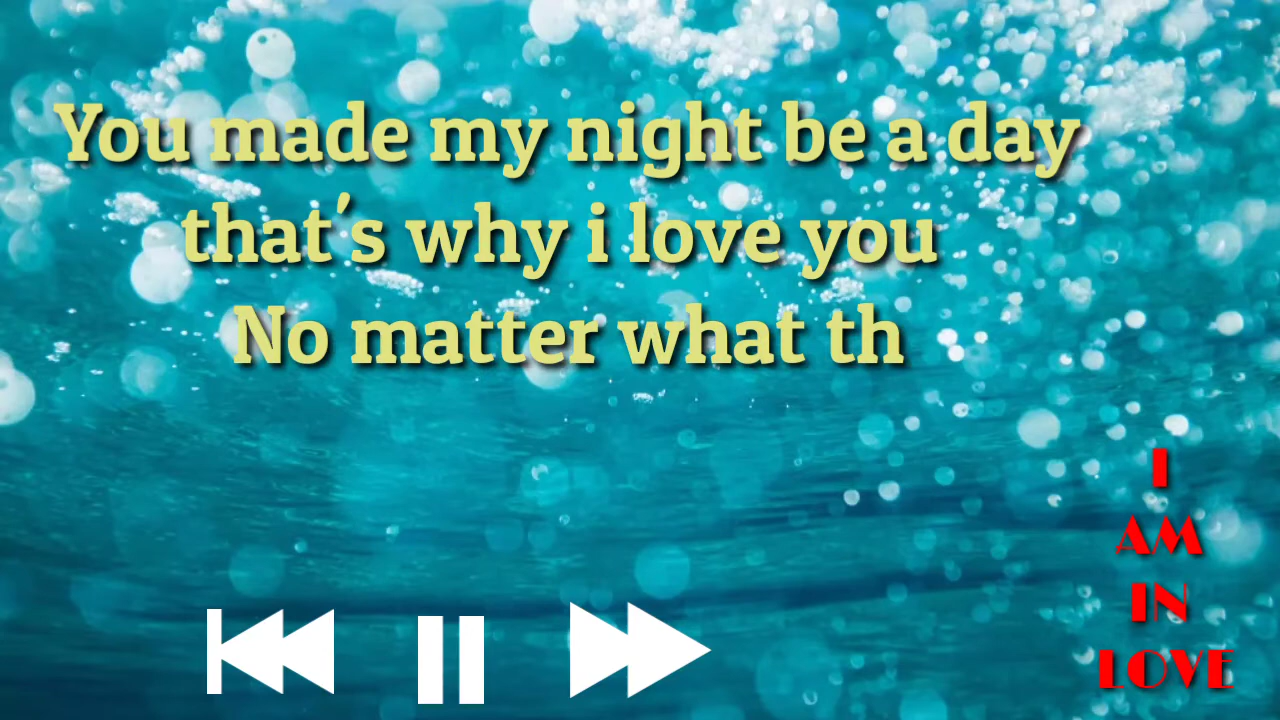 You made my night be a day
that's why i love you
No matter what th
I
AM
IN
LOVE